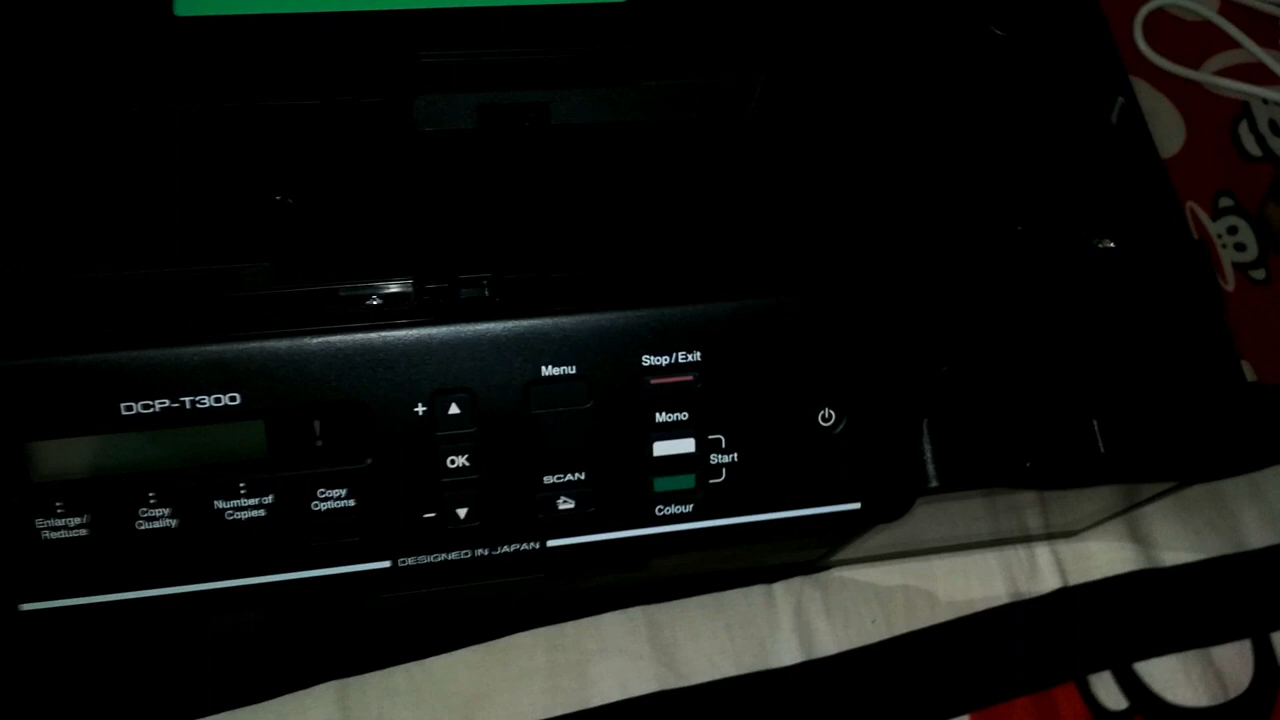 DCP-T300
Enlarge/
Reduce
Copy
Quality
Number of
Copies
Copy
Options
+
OK
−
Menu
SCAN
Stop/Exit
Mono
Start
Colour
DESIGNED IN JAPAN